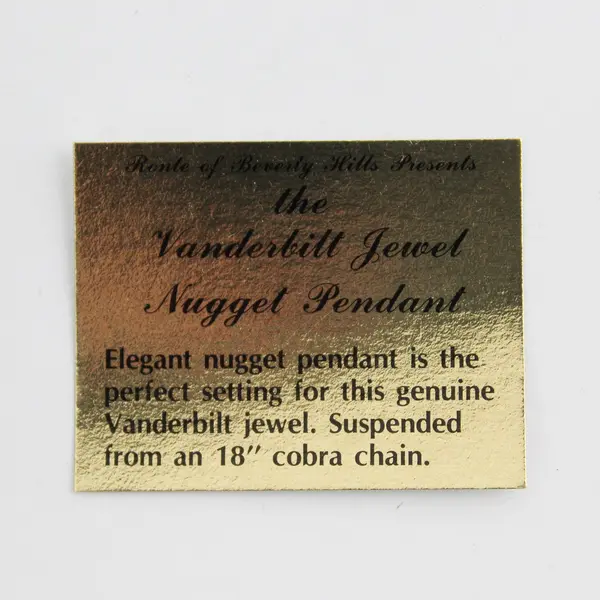 Ronle of Beverly Hills Presents
the
Vanderbilt Jewel
Nugget Pendant
Elegant nugget pendant is the
perfect setting for this genuine
Vanderbilt jewel. Suspended
from an 18″ cobra chain.